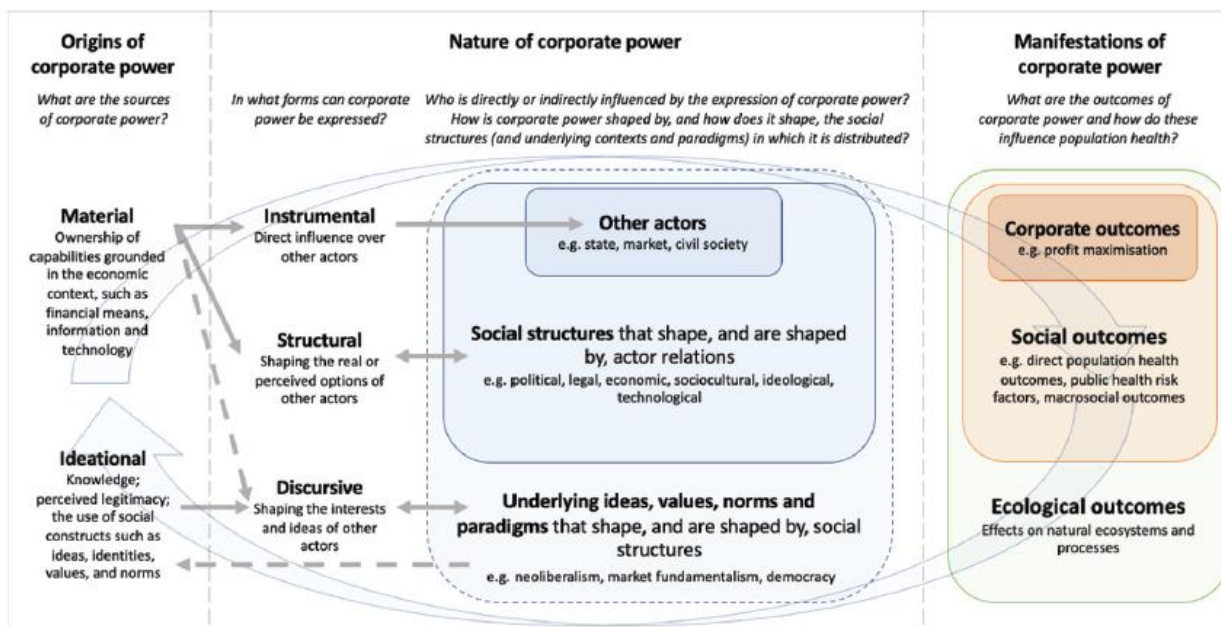 Origins of
corporate power
What are the sources
of corporate power?
Material
Ownership of
capabilities grounded
in the economic
context, such as
financial means,
information and
technology
Ideational
Knowledge;
perceived legitimacy;
the use of social
constructs such as
ideas, identities,
values, and norms
Nature of corporate power
In what forms can corporate
power be expressed?
Instrumental
Direct influence over
other actors
Structural
Shaping the real or
perceived options of
other actors
Discursive
Shaping the interests
and ideas of other
actors
Who is directly or indirectly influenced by the expression of corporate power?
How is corporate power shaped by, and how does it shape, the social
structures (and underlying contexts and paradigms) in which it is distributed?
Other actors
e.g. state, market, civil society
Social structures that shape, and are shaped
by, actor relations
e.g. political, legal, economic, sociocultural, ideological,
technological
Underlying ideas, values, norms and
paradigms that shape, and are shaped by, social
structures
e.g. neoliberalism, market fundamentalism, democracy
Manifestations of
corporate power
What are the outcomes of
corporate power and how do these
influence population health?
Corporate outcomes
e.g. profit maximisation
Social outcomes
e.g. direct population health
outcomes, public health risk
factors, macrosocial outcomes
Ecological outcomes
Effects on natural ecosystems and
processes